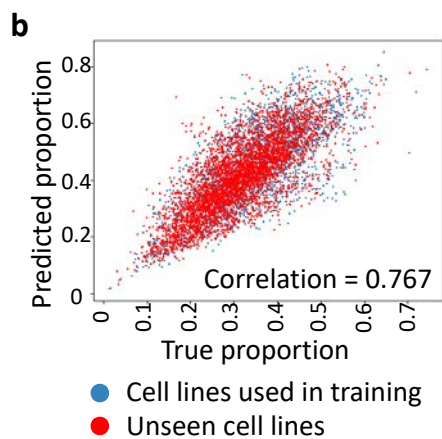 b
Predicted proportion
0.8
0.6
0.4
0.2
0
Correlation = 0.767
0
0.1
0.2
0.3
0.4
0.5
0.6
0.7
True proportion
Cell lines used in training
Unseen cell lines